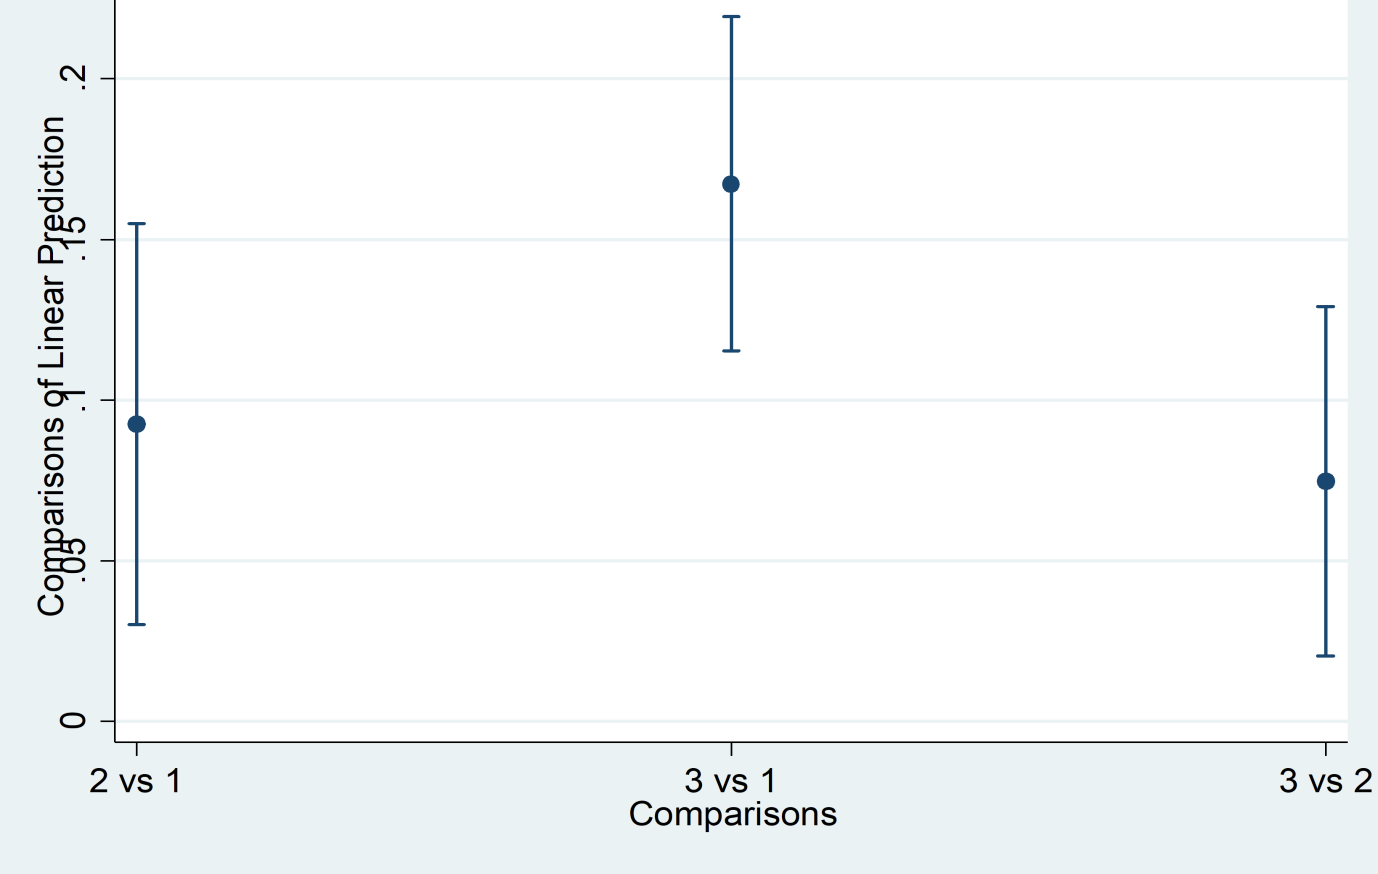 Comparisons of Linear Prediction
.2
.15
.1
.05
0
2 vs 1
3 vs 1
3 vs 2
Comparisons